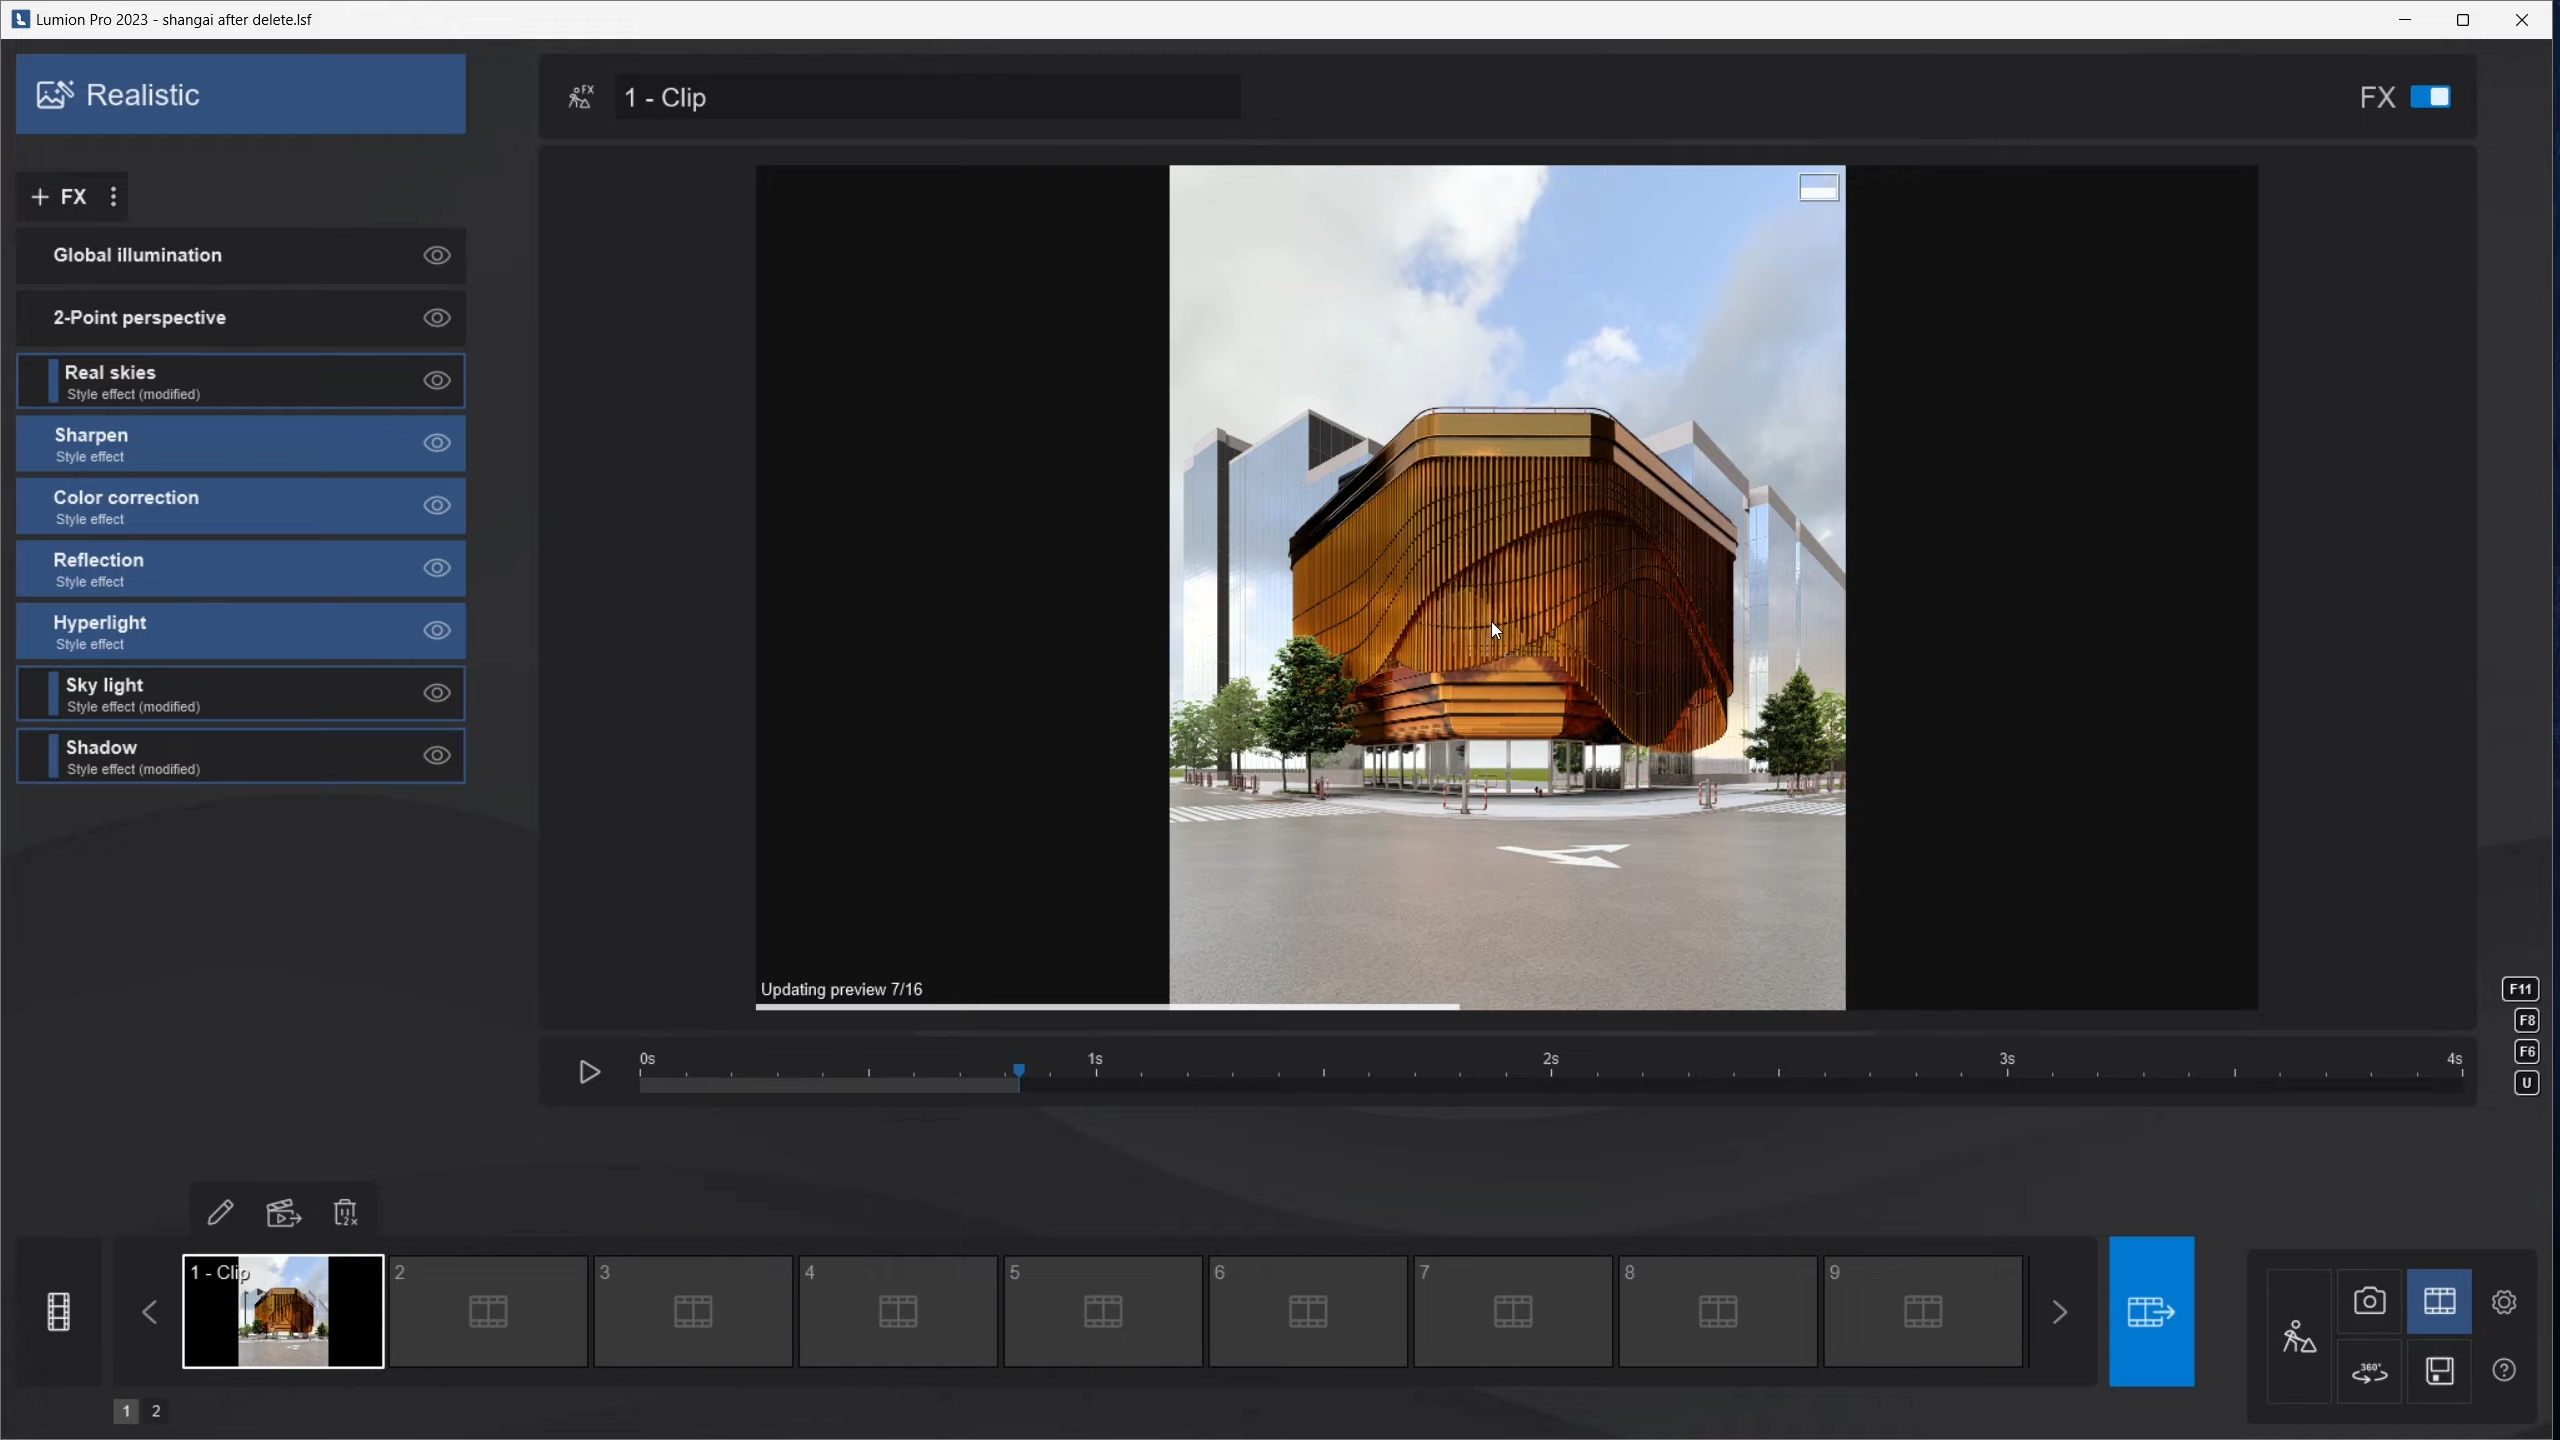 Lumion Pro 2023 - shangai after delete.lsf
Realistic
1 - Clip
FX
+ FX
Global illumination
2-Point perspective
Real skies
Style effect (modified)
Sharpen
Style effect
Color correction
Style effect
Reflection
Style effect
Hyperlight
Style effect
Sky light
Style effect (modified)
Shadow
Style effect (modified)
Updating preview 7/16
F11
F8
F6
U
0s 1s 2s 3s 4s
2x
1 - Clip 2 3 4 5 6 7 8 9
360°
1 2